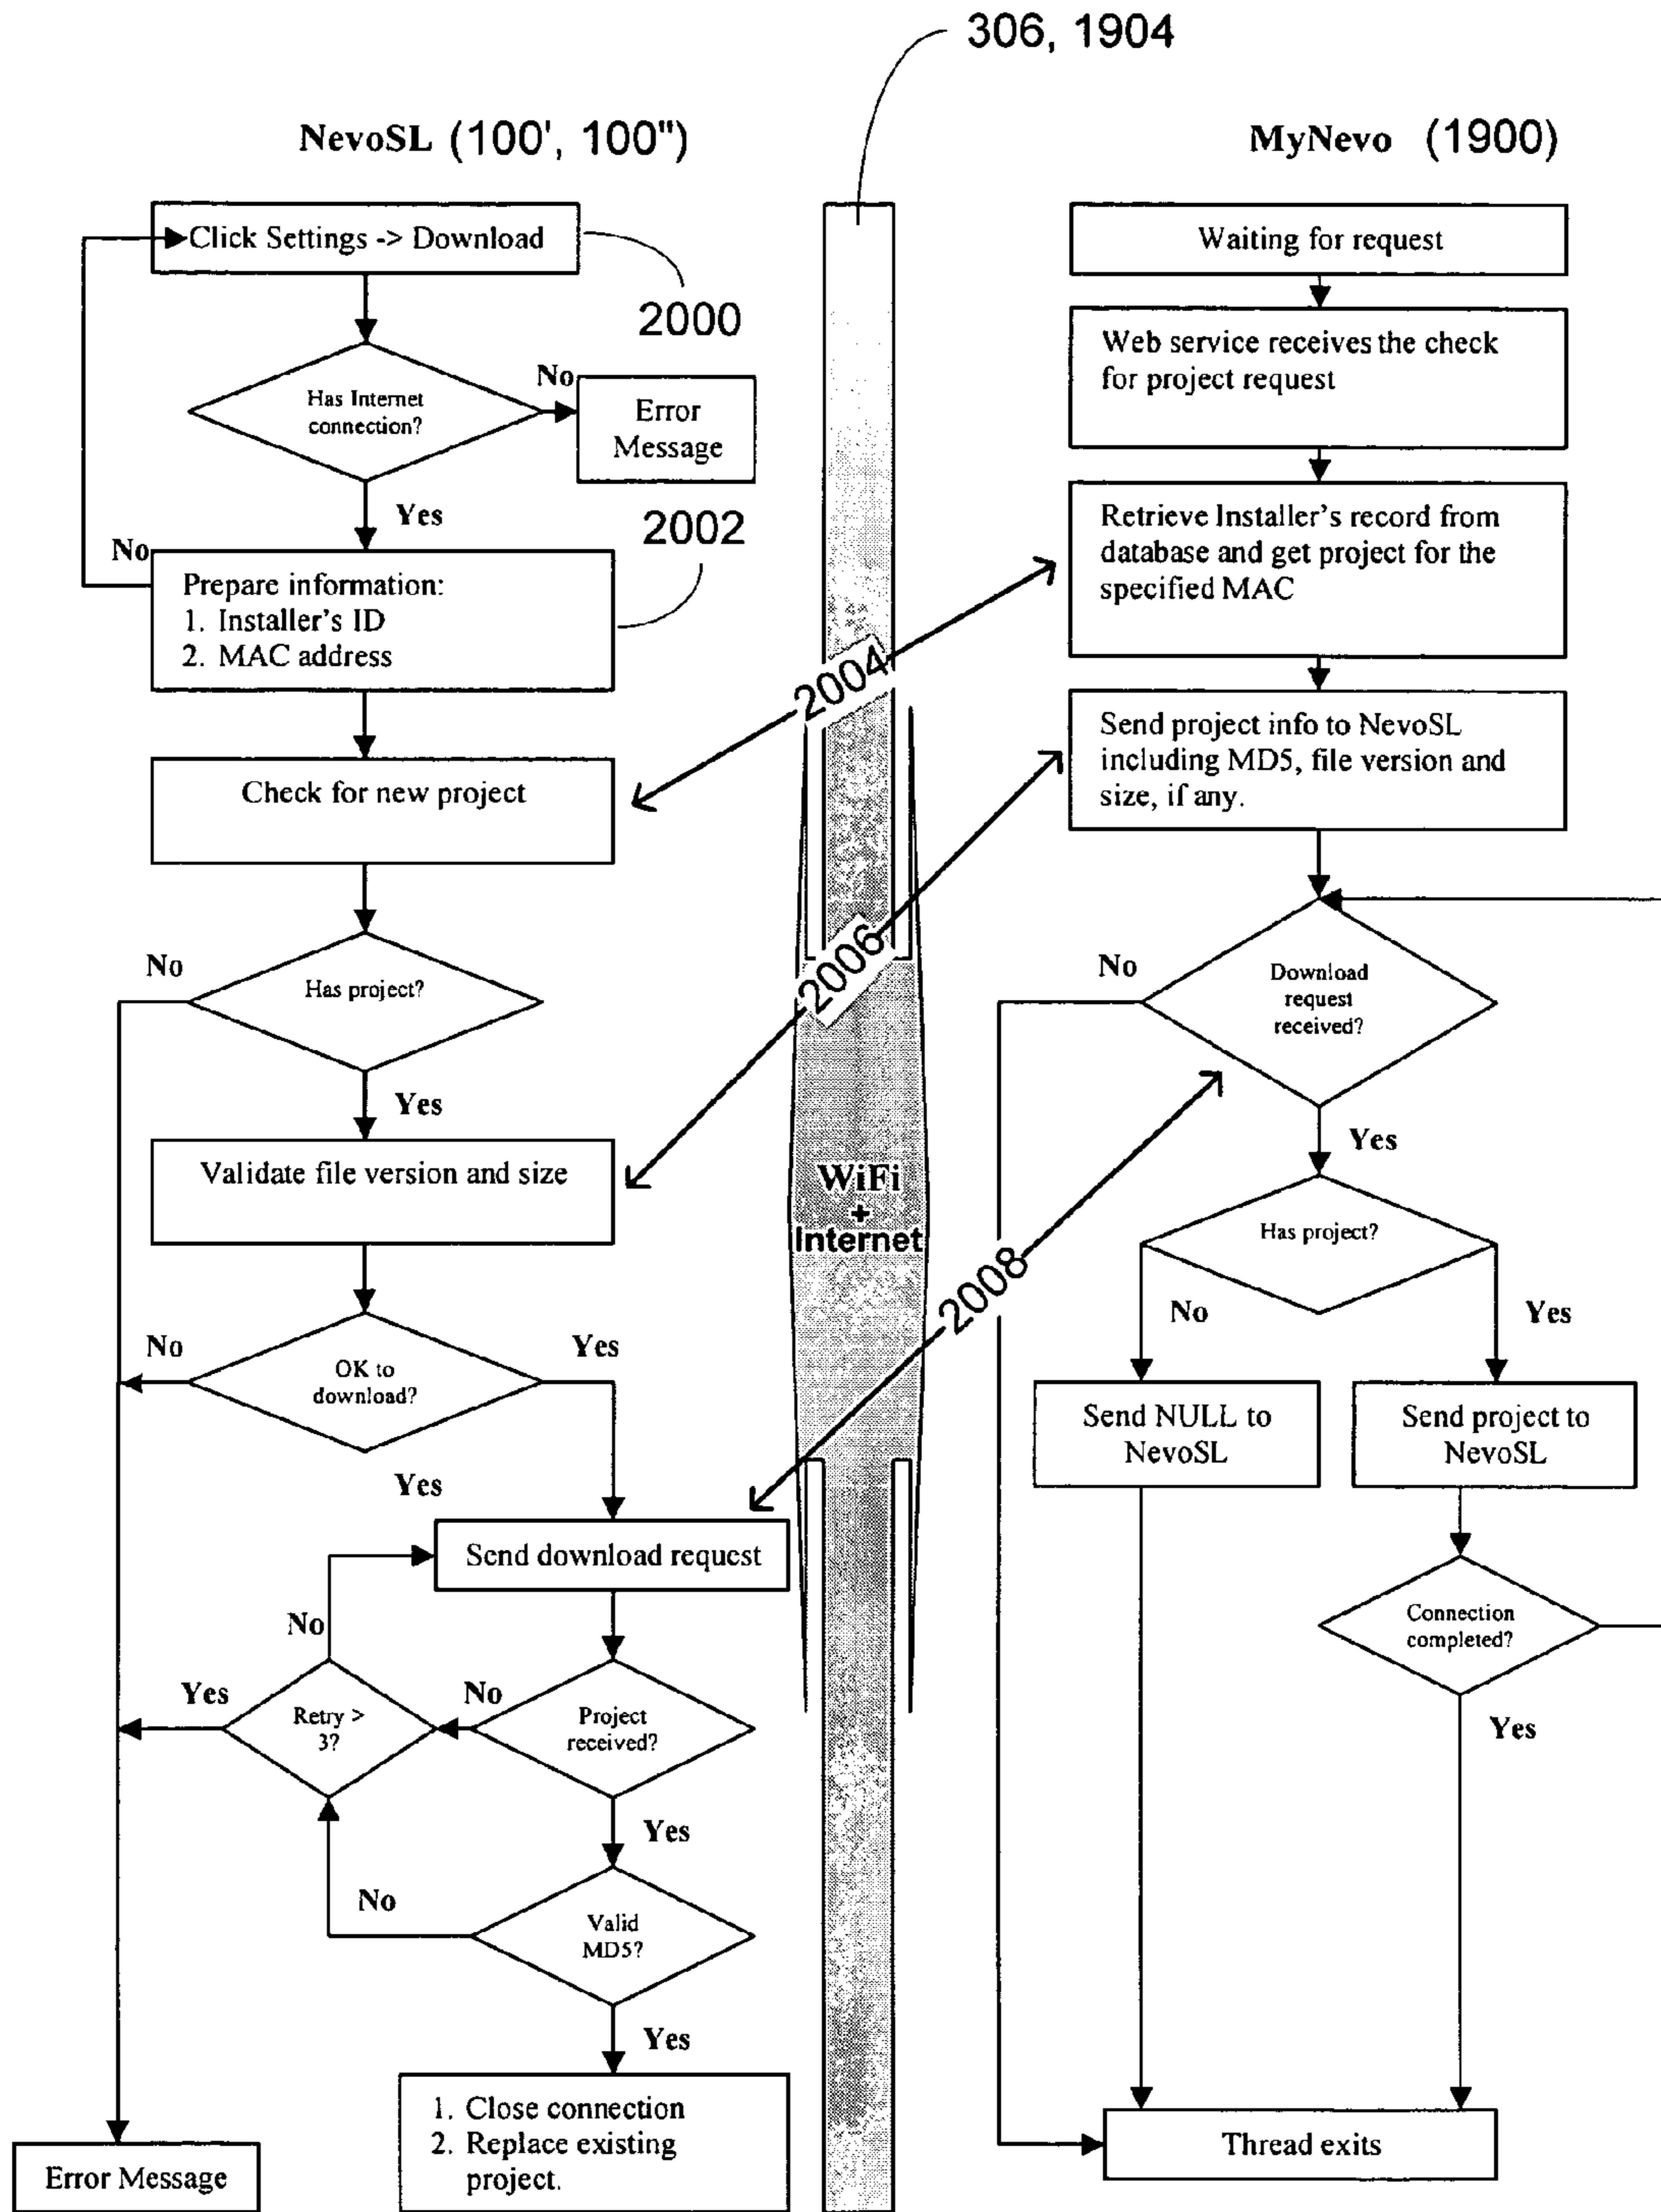 306, 1904
NevoSL (100', 100")
MyNevo (1900)
Click Settings -> Download
2000
Has Internet
connection?
No
Error
Message
Yes
2002
No
Prepare information:
1. Installer's ID
2. MAC address
Check for new project
Has project?
No
Yes
Validate file version and size
OK to
download?
No
Yes
Yes
Send download request
No
Retry >
3?
Yes
No
Project
received?
Yes
No
Valid
MD5?
Yes
1. Close connection
2. Replace existing
project.
Error Message
2004
2006
WiFi
+
Internet
2008
Waiting for request
Web service receives the check
for project request
Retrieve Installer's record from
database and get project for the
specified MAC
Send project info to NevoSL
including MD5, file version and
size, if any.
No
Download
request
received?
Yes
Has project?
No
Yes
Send NULL to
NevoSL
Send project to
NevoSL
Connection
completed?
Yes
Thread exits